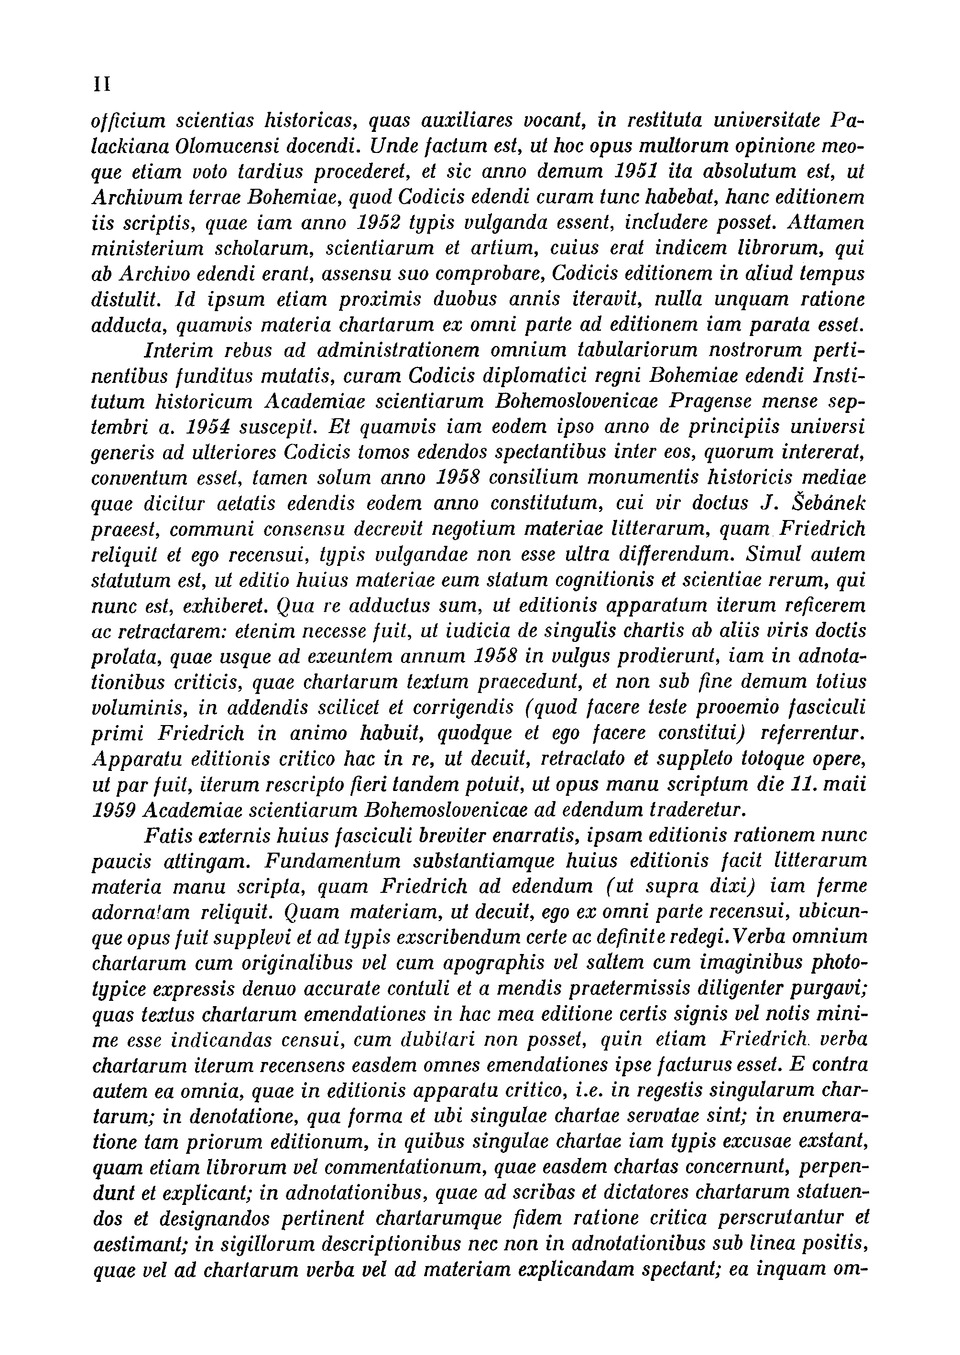 II
officium scientias historicas, quas auxiliares vocant, in restituta universitate Pa-
lackiana Olomucensi docendi. Unde factum est, ut hoc opus multorum opinione meo-
que etiam voto tardius procederet, et sic anno demum 1951 ita absolutum est, ut
Archivum terrae Bohemiae, quod Codicis edendi curam tunc habebat, hanc editionem
iis scriptis, quae iam anno 1952 typis vulganda essent, includere posset. Attamen
ministerium scholarum, scientiarum et artium, cuius erat indicem librorum, qui
ab Archivo edendi erant, assensu suo comprobare, Codicis editionem in aliud tempus
distulit. Id ipsum etiam proximis duobus annis iteravit, nulla unquam ratione
adducta, quamvis materia chartarum ex omni parte ad editionem iam parata esset.
Interim rebus ad administrationem omnium tabulariorum nostrorum perti-
nentibus funditus mutatis, curam Codicis diplomatici regni Bohemiae edendi Insti-
tutum historicum Academiae scientiarum Bohemoslovenicae Pragense mense sep-
tembri a. 1954 suscepit. Et quamvis iam eodem ipso anno de principiis universi
generis ad ulteriores Codicis tomos edendos spectantibus inter eos, quorum intererat,
conventum esset, tamen solum anno 1958 consilium monumentis historicis mediae
quae dicitur aetatis edendis eodem anno constitutum, cui vir doctus J. Šebánek
praeest, communi consensu decrevit negotium materiae litterarum, quam Friedrich
reliquit et ego recensui, typis vulgandae non esse ultra differendum. Simul autem
statutum est, ut editio huius materiae eum statum cognitionis et scientiae rerum, qui
nunc est, exhiberet. Qua re adductus sum, ut editionis apparatum iterum reficerem
ac retractarem: etenim necesse fuit, ut iudicia de singulis chartis ab aliis viris doctis
prolata, quae usque ad exeuntem annum 1958 in vulgus prodierunt, iam in adnota-
tionibus criticis, quae chartarum textum praecedunt, et non sub fine demum totius
voluminis, in addendis scilicet et corrigendis (quod facere teste prooemio fasciculi
primi Friedrich in animo habuit, quodque et ego facere constitui) referrentur.
Apparatu editionis critico hac in re, ut decuit, retractato et suppleto totoque opere,
ut par fuit, iterum rescripto fieri tandem potuit, ut opus manu scriptum die 11. maii
1959 Academiae scientiarum Bohemoslovenicae ad edendum traderetur.
Fatis externis huius fasciculi breviter enarratis, ipsam editionis rationem nunc
paucis attingam. Fundamentum substantiamque huius editionis facit litterarum
materia manu scripta, quam Friedrich ad edendum (ut supra dixi) iam ferme
adornatam reliquit. Quam materiam, ut decuit, ego ex omni parte recensui, ubicun-
que opus fuit supplevi et ad typis exscribendum certe ac definite redegi. Verba omnium
chartarum cum originalibus vel cum apographis vel saltem cum imaginibus photo-
typice expressis denuo accurate contuli et a mendis praetermissis diligenter purgavi;
quas textus chartarum emendationes in hac mea editione certis signis vel notis mini-
me esse indicandas censui, cum dubitari non posset, quin etiam Friedrich verba
chartarum iterum recensens easdem omnes emendationes ipse facturus esset. E contra
autem ea omnia, quae in editionis apparatu critico, i.e. in regestis singularum char-
tarum; in denotatione, qua forma et ubi singulae chartae servatae sint; in enumera-
tione tam priorum editionum, in quibus singulae chartae iam typis excusae exstant,
quam etiam librorum vel commentationum, quae easdem chartas concernunt, perpen-
dunt et explicant; in adnotationibus, quae ad scribas et dictatores chartarum statuen-
dos et designandos pertinent chartarumque fidem ratione critica perscrutantur et
aestimant; in sigillorum descriptionibus nec non in adnotationibus sub linea positis,
quae vel ad chartarum verba vel ad materiam explicandam spectant; ea inquam om-